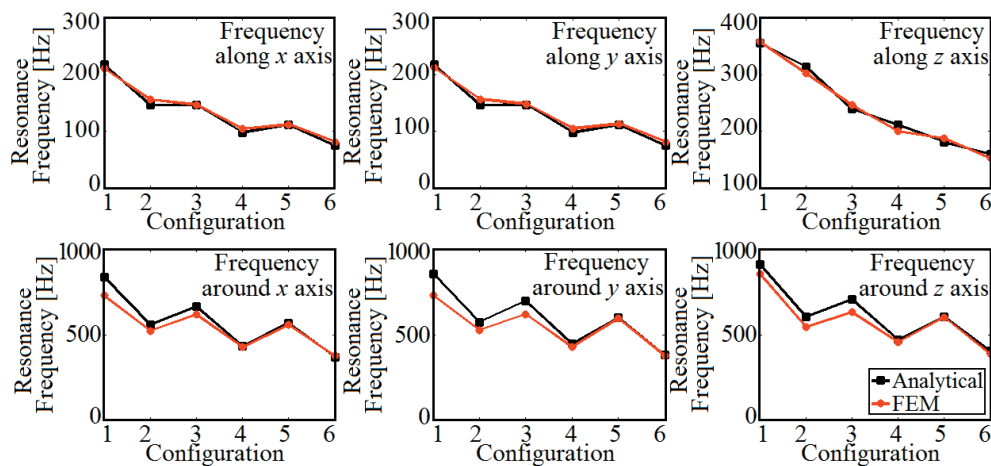 300
200
100
0
Resonance
Frequency [Hz]
Frequency
along x axis
1 2 3 4 5 6
Configuration
300
200
100
0
Resonance
Frequency [Hz]
Frequency
along y axis
1 2 3 4 5 6
Configuration
400
300
200
100
Resonance
Frequency [Hz]
Frequency
along z axis
1 2 3 4 5 6
Configuration
1000
500
0
Resonance
Frequency [Hz]
Frequency
around x axis
1 2 3 4 5 6
Configuration
1000
500
0
Resonance
Frequency [Hz]
Frequency
around y axis
1 2 3 4 5 6
Configuration
1000
500
0
Resonance
Frequency [Hz]
Frequency
around z axis
Analytical
FEM
1 2 3 4 5 6
Configuration